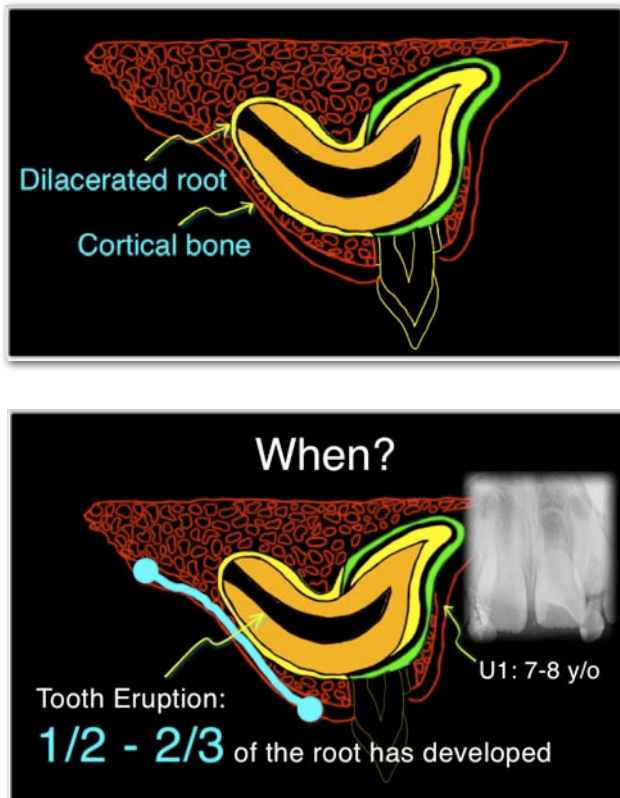 Dilacerated root
Cortical bone
When?
U1: 7-8 y/o
Tooth Eruption:
1/2 - 2/3 of the root has developed